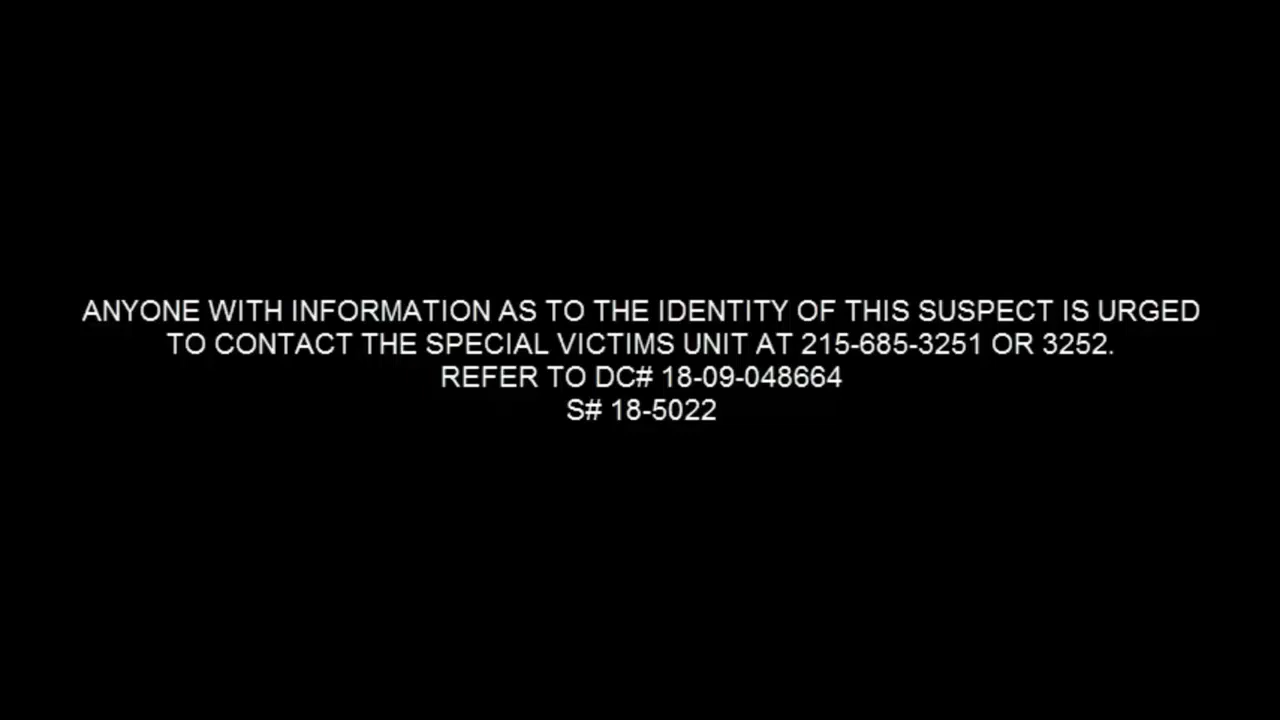 ANYONE WITH INFORMATION AS TO THE IDENTITY OF THIS SUSPECT IS URGED
TO CONTACT THE SPECIAL VICTIMS UNIT AT 215-685-3251 OR 3252.
REFER TO DC# 18-09-048664
S# 18-5022